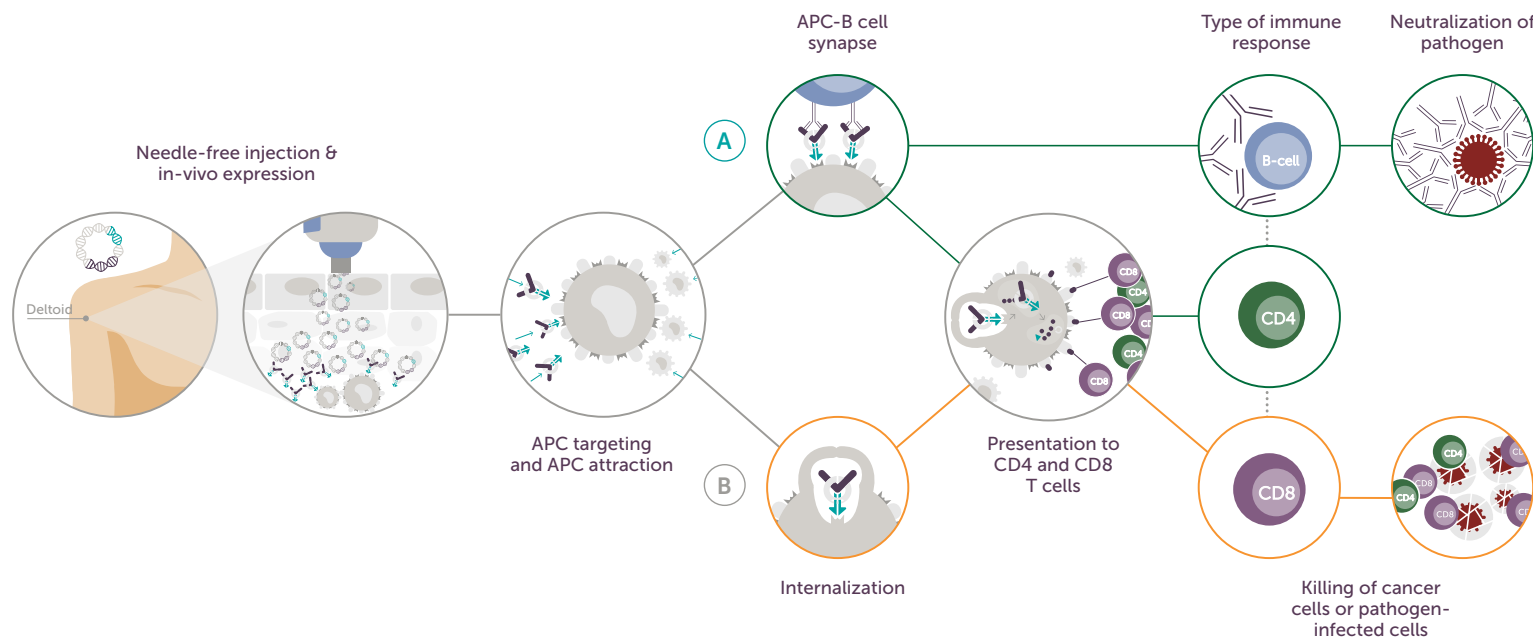 APC-B cell
synapse
Type of immune
response
Neutralization of
pathogen
A
Needle-free injection &
in-vivo expression
B-cell
Deltoid
CD8
CD4
CD8
CD4
CD8
CD4
APC targeting
and APC attraction
B
Presentation to
CD4 and CD8
T cells
Internalization
CD8
CD4
CD8
CD4
CD8
Killing of cancer
cells or pathogen-
infected cells